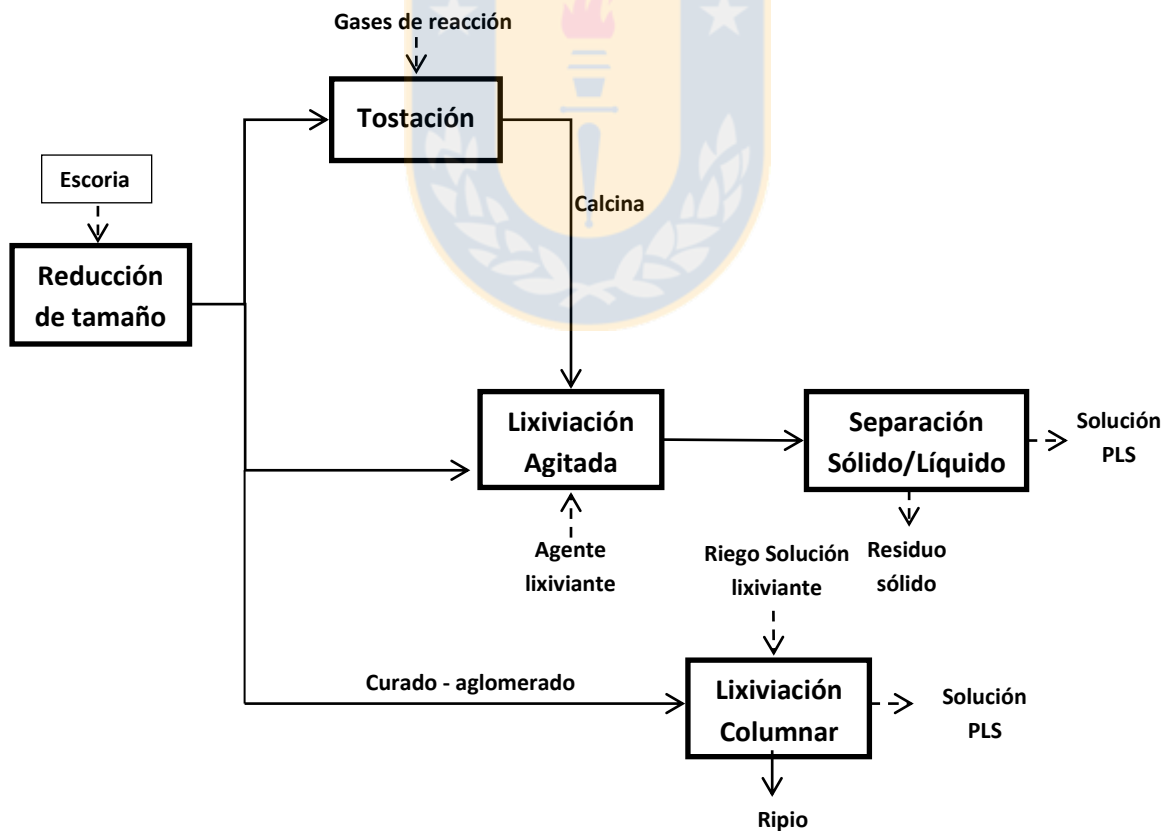 Gases de reacción
Tostación
Escoria
Calcina
Reducción
de tamaño
Lixiviación
Agitada
Separación
Sólido/Líquido
Solución
PLS
Agente
lixiviante
Riego Solución
lixiviante
Residuo
sólido
Curado - aglomerado
Lixiviación
Columnar
Solución
PLS
Ripio